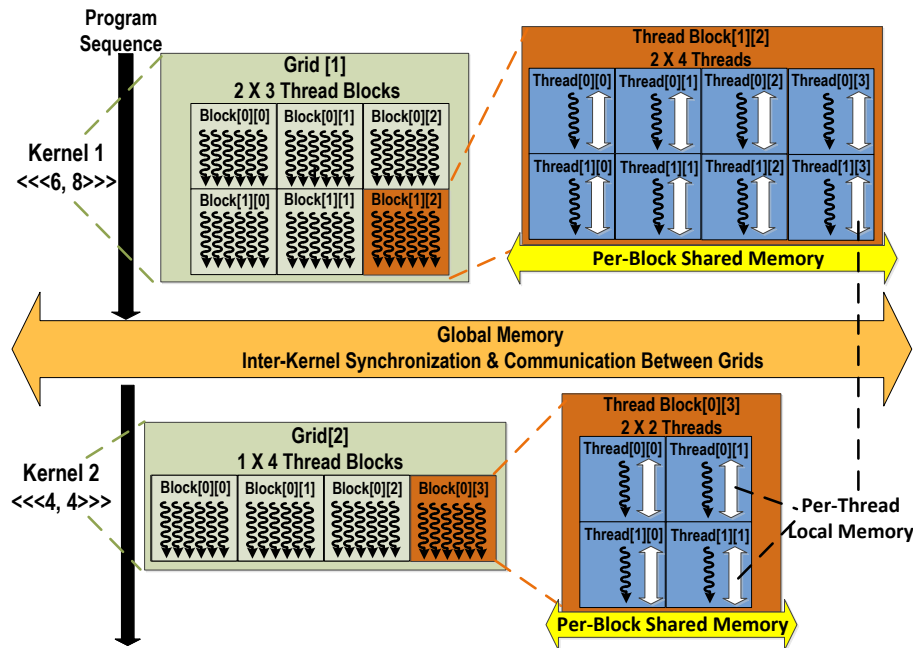 Program
Sequence
Kernel 1
<<<6, 8>>>
Grid [1]
2 X 3 Thread Blocks
Block[0][0]
Block[0][1]
Block[0][2]
Block[1][0]
Block[1][1]
Block[1][2]
Thread Block[1][2]
2 X 4 Threads
Thread[0][0]
Thread[0][1]
Thread[0][2]
Thread[0][3]
Thread[1][0]
Thread[1][1]
Thread[1][2]
Thread[1][3]
Per-Block Shared Memory
Global Memory
Inter-Kernel Synchronization & Communication Between Grids
Kernel 2
<<<4, 4>>>
Grid[2]
1 X 4 Thread Blocks
Block[0][0]
Block[0][1]
Block[0][2]
Block[0][3]
Thread Block[0][3]
2 X 2 Threads
Thread[0][0]
Thread[0][1]
Thread[1][0]
Thread[1][1]
Per-Block Shared Memory
Per-Thread
Local Memory